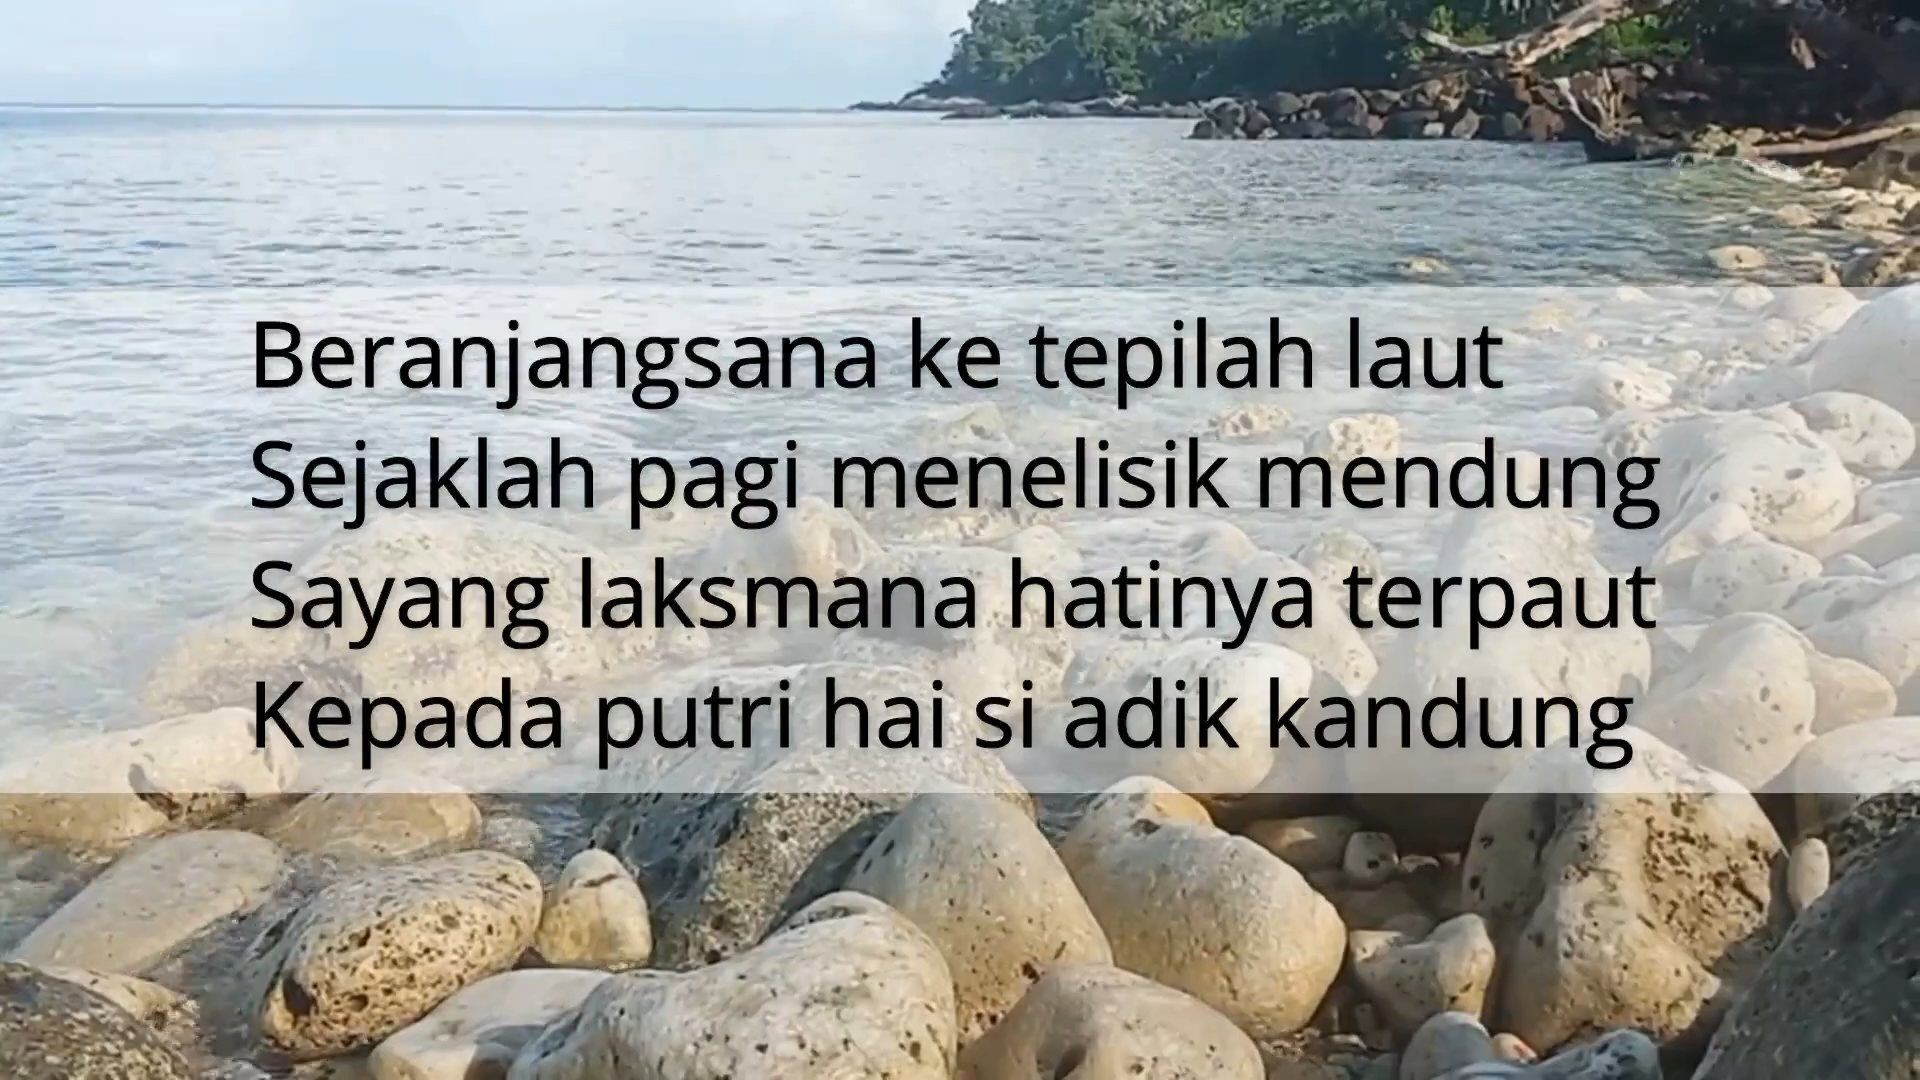 Beranjangsana ke tepilah laut
Sejaklah pagi menelisik mendung
Sayang laksmana hatinya terpaut
Kepada putri hai si adik kandung